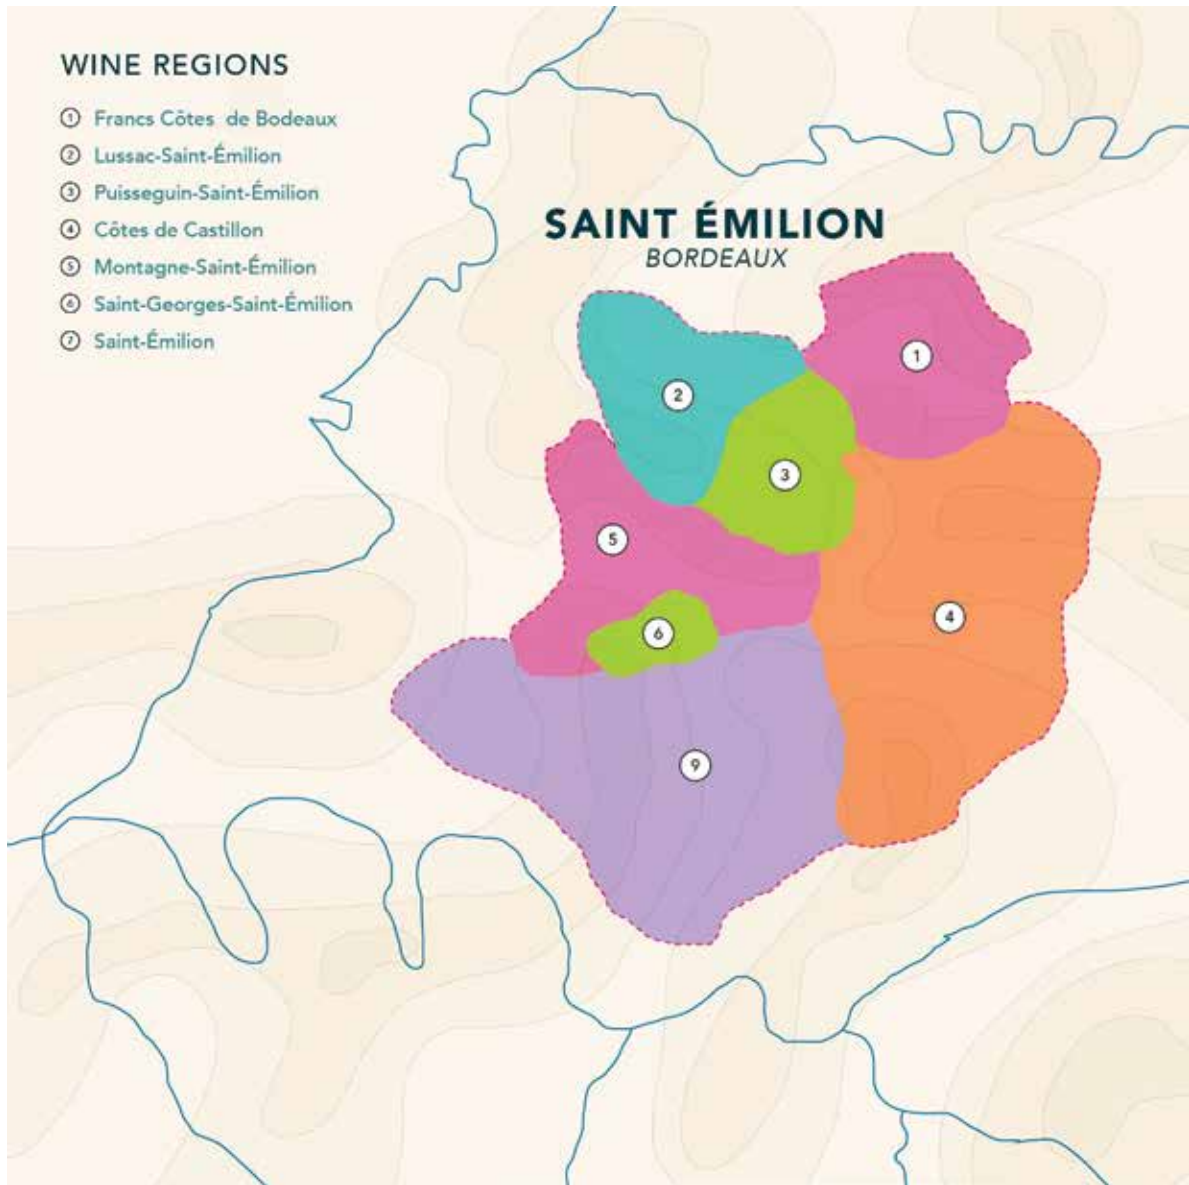 WINE REGIONS
1 Francs Côtes de Bodeaux
2 Lussac-Saint-Émilion
3 Puisseguin-Saint-Émilion
4 Côtes de Castillon
5 Montagne-Saint-Émilion
6 Saint-Georges-Saint-Émilion
7 Saint-Émilion
SAINT ÉMILION
BORDEAUX
1
2
3
5
4
6
9